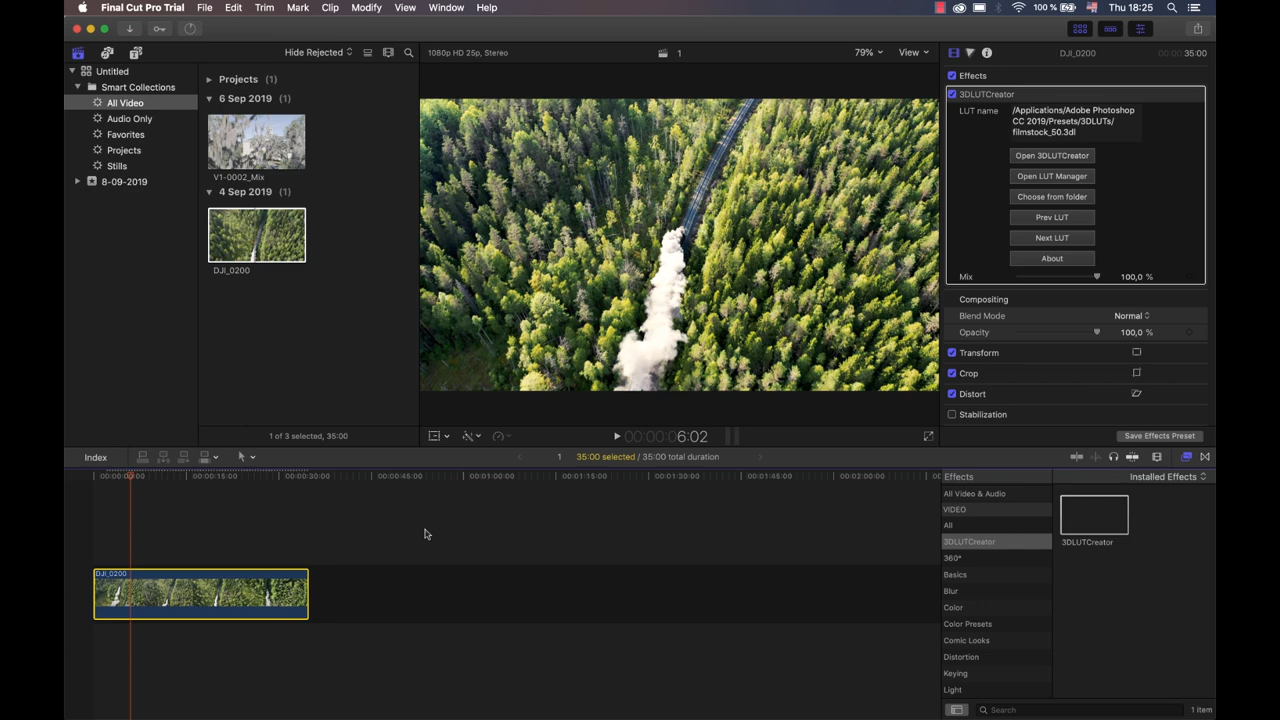 Final Cut Pro Trial File Edit Trim Mark Clip Modify View Window Help 100 % Thu 18:25
Hide Rejected 1080p HD 25p, Stereo 1 79% View DJI_0200 00:00:35:00
Untitled
Smart Collections
All Video
Audio Only
Favorites
Projects
Stills
8-09-2019
Projects (1)
6 Sep 2019 (1)
V1-0002_Mix
4 Sep 2019 (1)
DJI_0200
1 of 3 selected, 35:00
00:00:06:02
Effects
3DLUTCreator
LUT name /Applications/Adobe Photoshop
CC 2019/Presets/3DLUTs/
filmstock_50.3dl
Open 3DLUTCreator
Open LUT Manager
Choose from folder
Prev LUT
Next LUT
About
Mix 100,0 %
Compositing
Blend Mode Normal
Opacity 100,0 %
Transform
Crop
Distort
Stabilization
Save Effects Preset
Index 1 35:00 selected / 35:00 total duration
00:00:15:00 00:00:30:00 00:00:45:00 00:01:00:00 00:01:15:00 00:01:30:00 00:01:45:00 00:02:00:00
DJI_0200
Effects Installed Effects
All Video & Audio
VIDEO
All
3DLUTCreator
360°
Basics
Blur
Color
Color Presets
Comic Looks
Distortion
Keying
Light
3DLUTCreator
Search 1 item